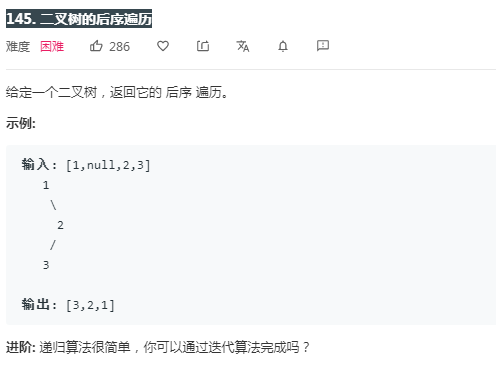 145. 二叉树的后序遍历
难度 困难 286
给定一个二叉树，返回它的 后序 遍历。
示例:
输入: [1,null,2,3]
1
\
2
/
3
输出: [3,2,1]
进阶: 递归算法很简单，你可以通过迭代算法完成吗？